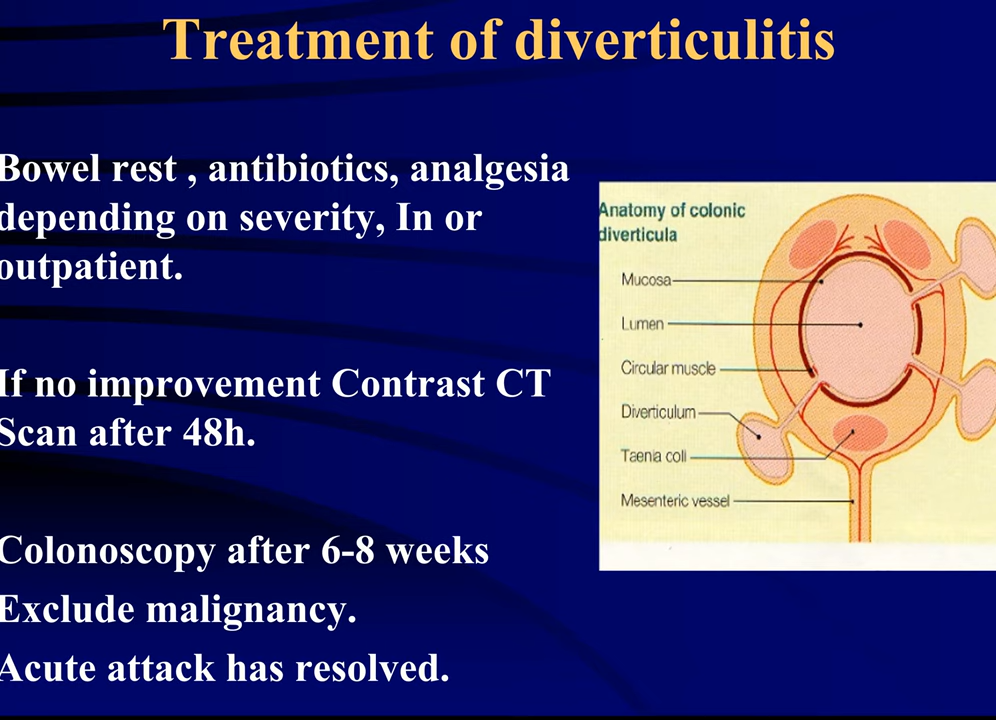 Treatment of diverticulitis
Bowel rest , antibiotics, analgesia
depending on severity, In or
outpatient.
If no improvement Contrast CT
Scan after 48h.
Colonoscopy after 6-8 weeks
Exclude malignancy.
Acute attack has resolved.
Anatomy of colonic
diverticula
Mucosa
Lumen
Circular muscle
Diverticulum
Taenia coli
Mesenteric vessel